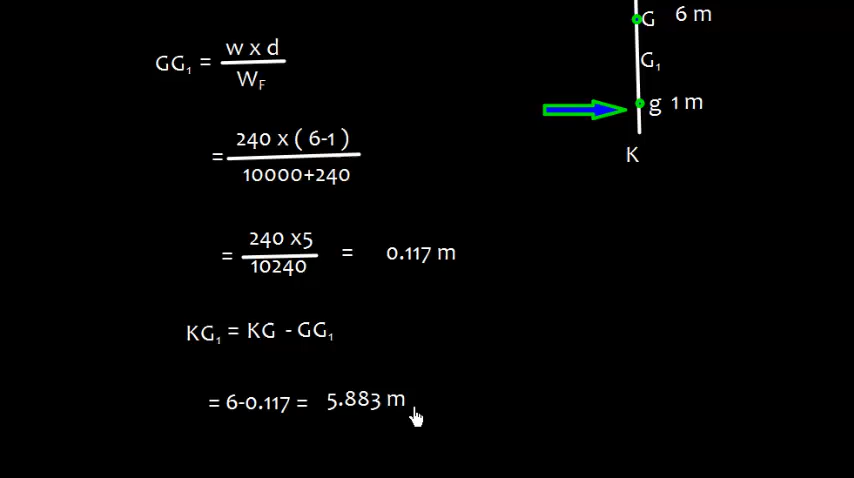 GG₁ = w x d
W_F
= 240 x ( 6-1 )
10000+240
= 240 x5 = 0.117 m
10240
KG₁ = KG - GG₁
= 6-0.117 = 5.883 m
G 6 m
G₁
g 1 m
K